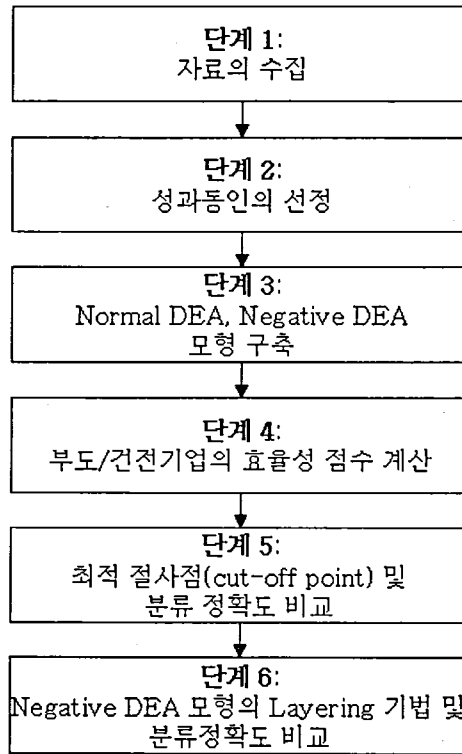 단계 1:
자료의 수집
단계 2:
성과동인의 선정
단계 3:
Normal DEA, Negative DEA
모형 구축
단계 4:
부도/건전기업의 효율성 점수 계산
단계 5:
최적 절사점(cut-off point) 및
분류 정확도 비교
단계 6:
Negative DEA 모형의 Layering 기법 및
분류정확도 비교